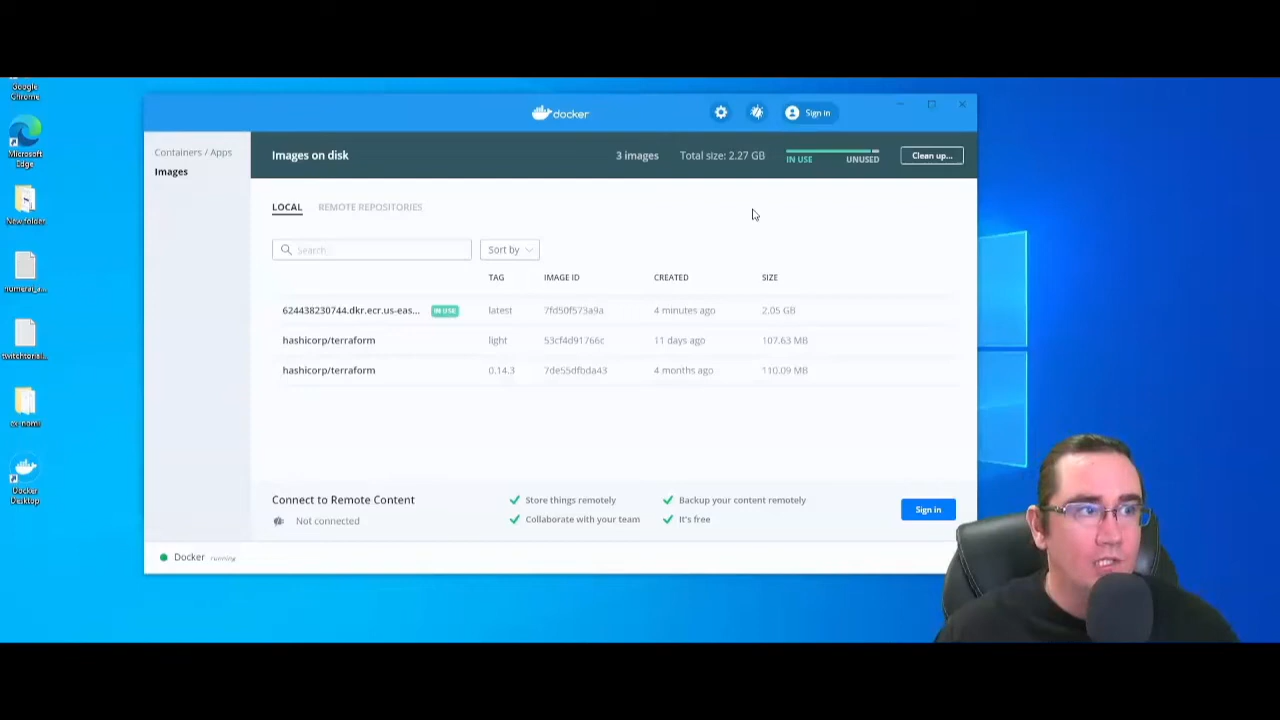 Google
Chrome
docker
Sign in
Containers / Apps
Images
Images on disk
3 images
Total size: 2.27 GB
IN USE
UNUSED
Clean up...
Microsoft
Edge
LOCAL
REMOTE REPOSITORIES
New folder
Search...
Sort by
TAG
IMAGE ID
CREATED
SIZE
624438230744.dkr.ecr.us-eas...
IN USE
latest
7fd50f573a9a
4 minutes ago
2.05 GB
hashicorp/terraform
light
53cf4d91766c
11 days ago
107.63 MB
hashicorp/terraform
0.14.3
7de55dfbda43
4 months ago
110.09 MB
Docker
Desktop
Connect to Remote Content
Not connected
Store things remotely
Backup your content remotely
Collaborate with your team
It's free
Sign in
Docker running